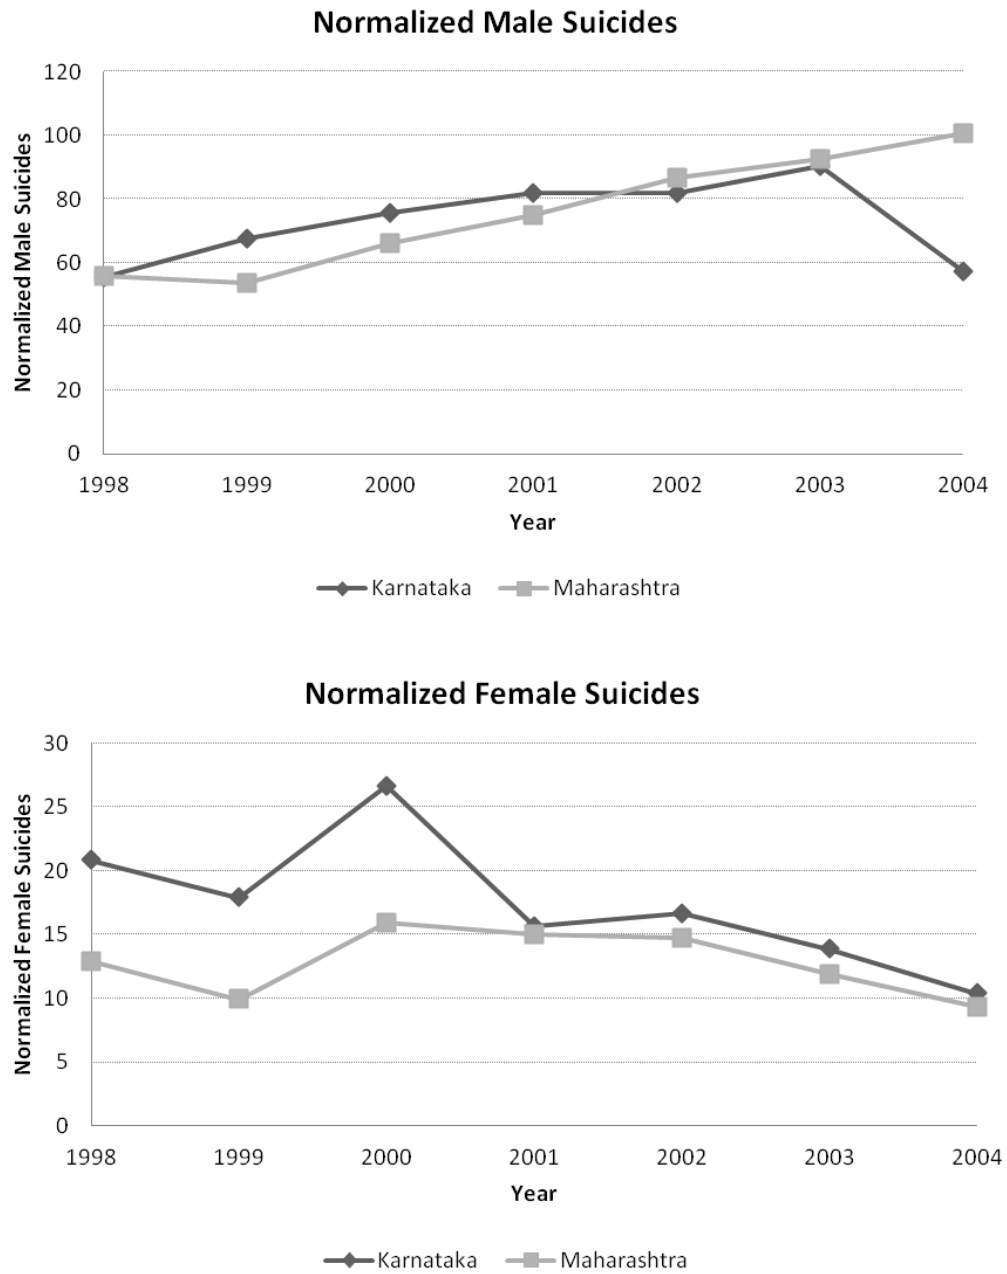 Normalized Male Suicides
Normalized Male Suicides
120
100
80
60
40
20
0
1998 1999 2000 2001 2002 2003 2004
Year
Karnataka Maharashtra
Normalized Female Suicides
Normalized Female Suicides
30
25
20
15
10
5
0
1998 1999 2000 2001 2002 2003 2004
Year
Karnataka Maharashtra